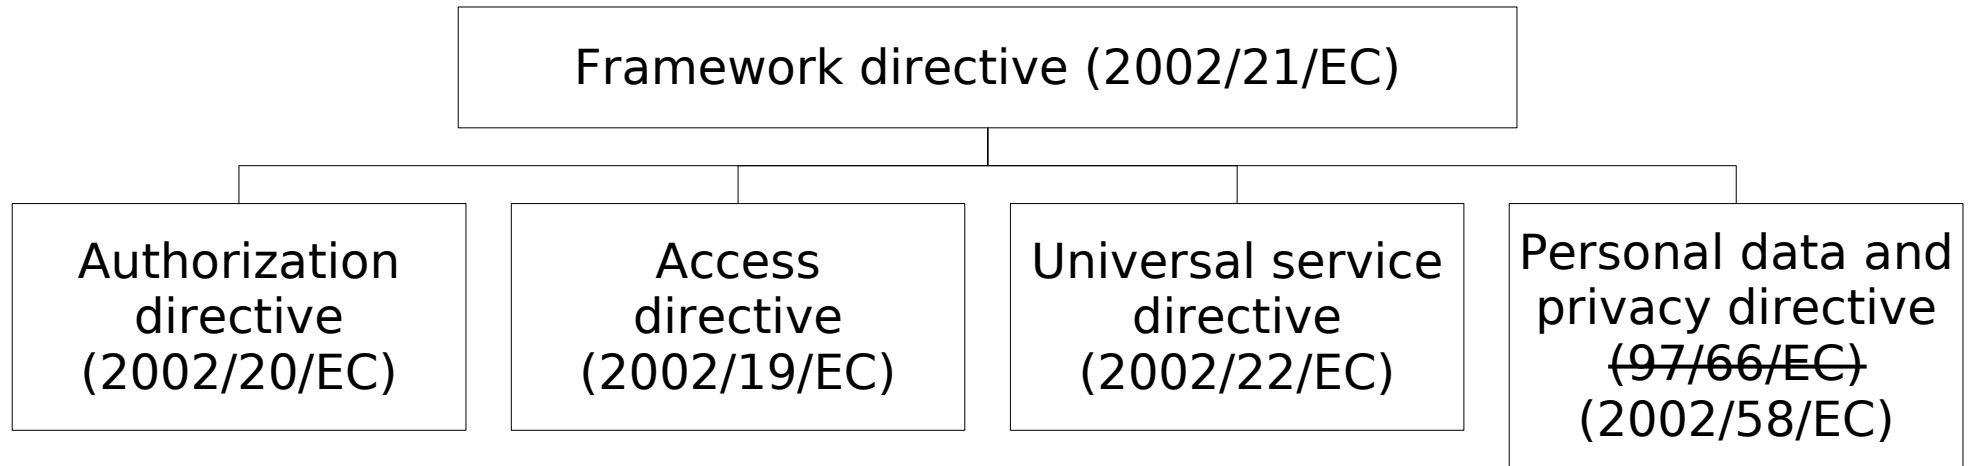 Framework directive (2002/21/EC)
Authorization
directive
(2002/20/EC)
Access
directive
(2002/19/EC)
Universal service
directive
(2002/22/EC)
Personal data and
privacy directive
(97/66/EC)
(2002/58/EC)